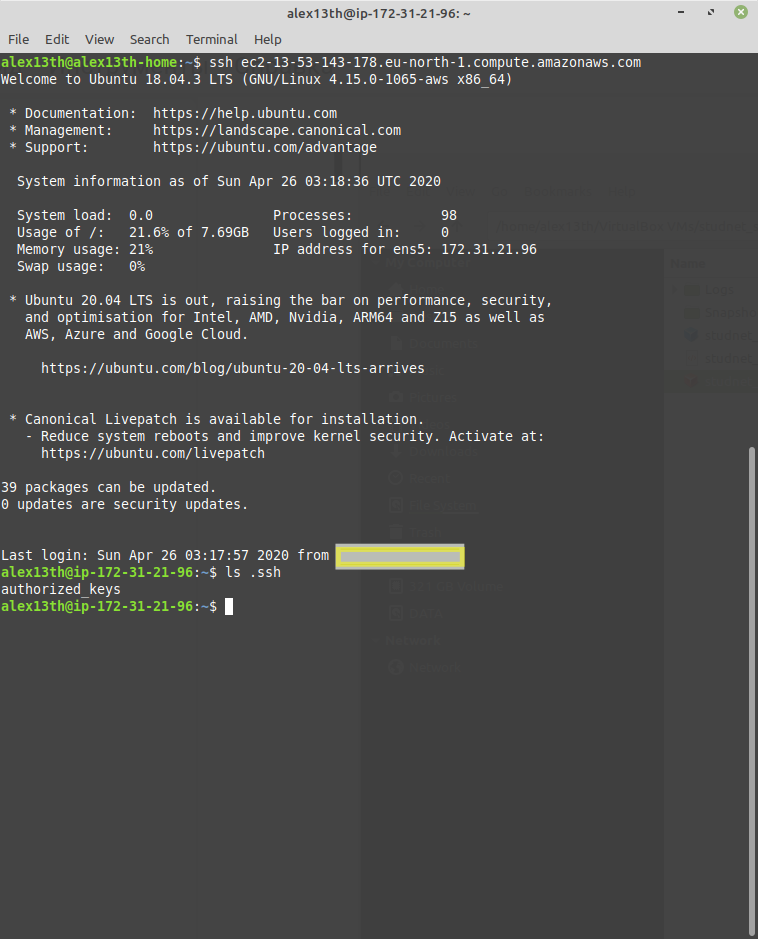 alex13th@ip-172-31-21-96: ~
File Edit View Search Terminal Help
alex13th@alex13th-home:~$ ssh ec2-13-53-143-178.eu-north-1.compute.amazonaws.com
Welcome to Ubuntu 18.04.3 LTS (GNU/Linux 4.15.0-1065-aws x86_64)
* Documentation: https://help.ubuntu.com
* Management: https://landscape.canonical.com
* Support: https://ubuntu.com/advantage
System information as of Sun Apr 26 03:18:36 UTC 2020
System load: 0.0 Processes: 98
Usage of /: 21.6% of 7.69GB Users logged in: 0
Memory usage: 21% IP address for ens5: 172.31.21.96
Swap usage: 0%
* Ubuntu 20.04 LTS is out, raising the bar on performance, security,
and optimisation for Intel, AMD, Nvidia, ARM64 and Z15 as well as
AWS, Azure and Google Cloud.
https://ubuntu.com/blog/ubuntu-20-04-lts-arrives
* Canonical Livepatch is available for installation.
- Reduce system reboots and improve kernel security. Activate at:
https://ubuntu.com/livepatch
39 packages can be updated.
0 updates are security updates.
Last login: Sun Apr 26 03:17:57 2020 from
alex13th@ip-172-31-21-96:~$ ls .ssh
authorized_keys
alex13th@ip-172-31-21-96:~$
Name
Logs
Network
Network